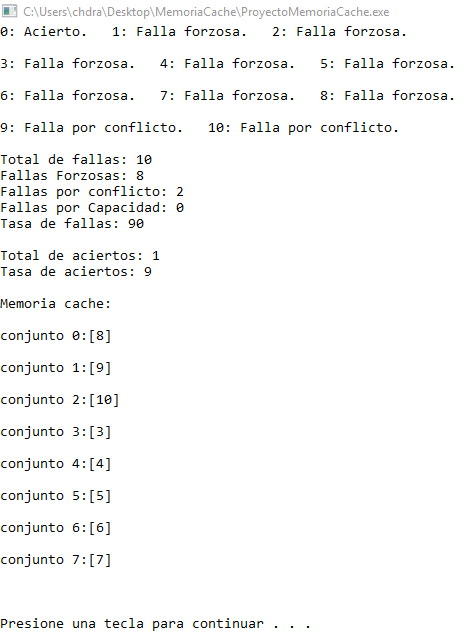 C:\Users\chdra\Desktop\MemoriaCache\ProyectoMemoriaCache.exe
0: Acierto.   1: Falla forzosa.   2: Falla forzosa.
3: Falla forzosa.   4: Falla forzosa.   5: Falla forzosa.
6: Falla forzosa.   7: Falla forzosa.   8: Falla forzosa.
9: Falla por conflicto.   10: Falla por conflicto.
Total de fallas: 10
Fallas Forzosas: 8
Fallas por conflicto: 2
Fallas por Capacidad: 0
Tasa de fallas: 90
Total de aciertos: 1
Tasa de aciertos: 9
Memoria cache:
conjunto 0:[8]
conjunto 1:[9]
conjunto 2:[10]
conjunto 3:[3]
conjunto 4:[4]
conjunto 5:[5]
conjunto 6:[6]
conjunto 7:[7]
Presione una tecla para continuar . . .